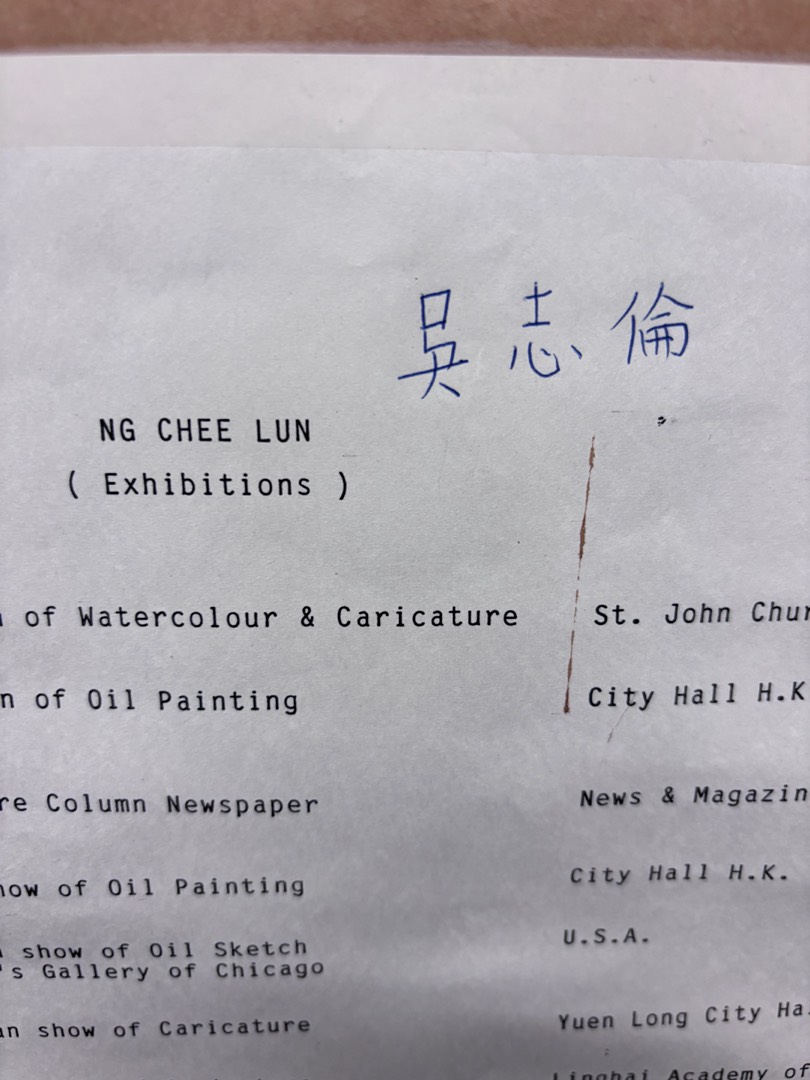 吳志倫
NG CHEE LUN
( Exhibitions )
of Watercolour & Caricature St. John
of Oil Painting City Hall H.K
Column Newspaper News &
of Oil Painting City Hall H.K.
show of Oil Sketch U.S.A.
's Gallery of Chicago
show of Caricature Yuen Long City
Academy of